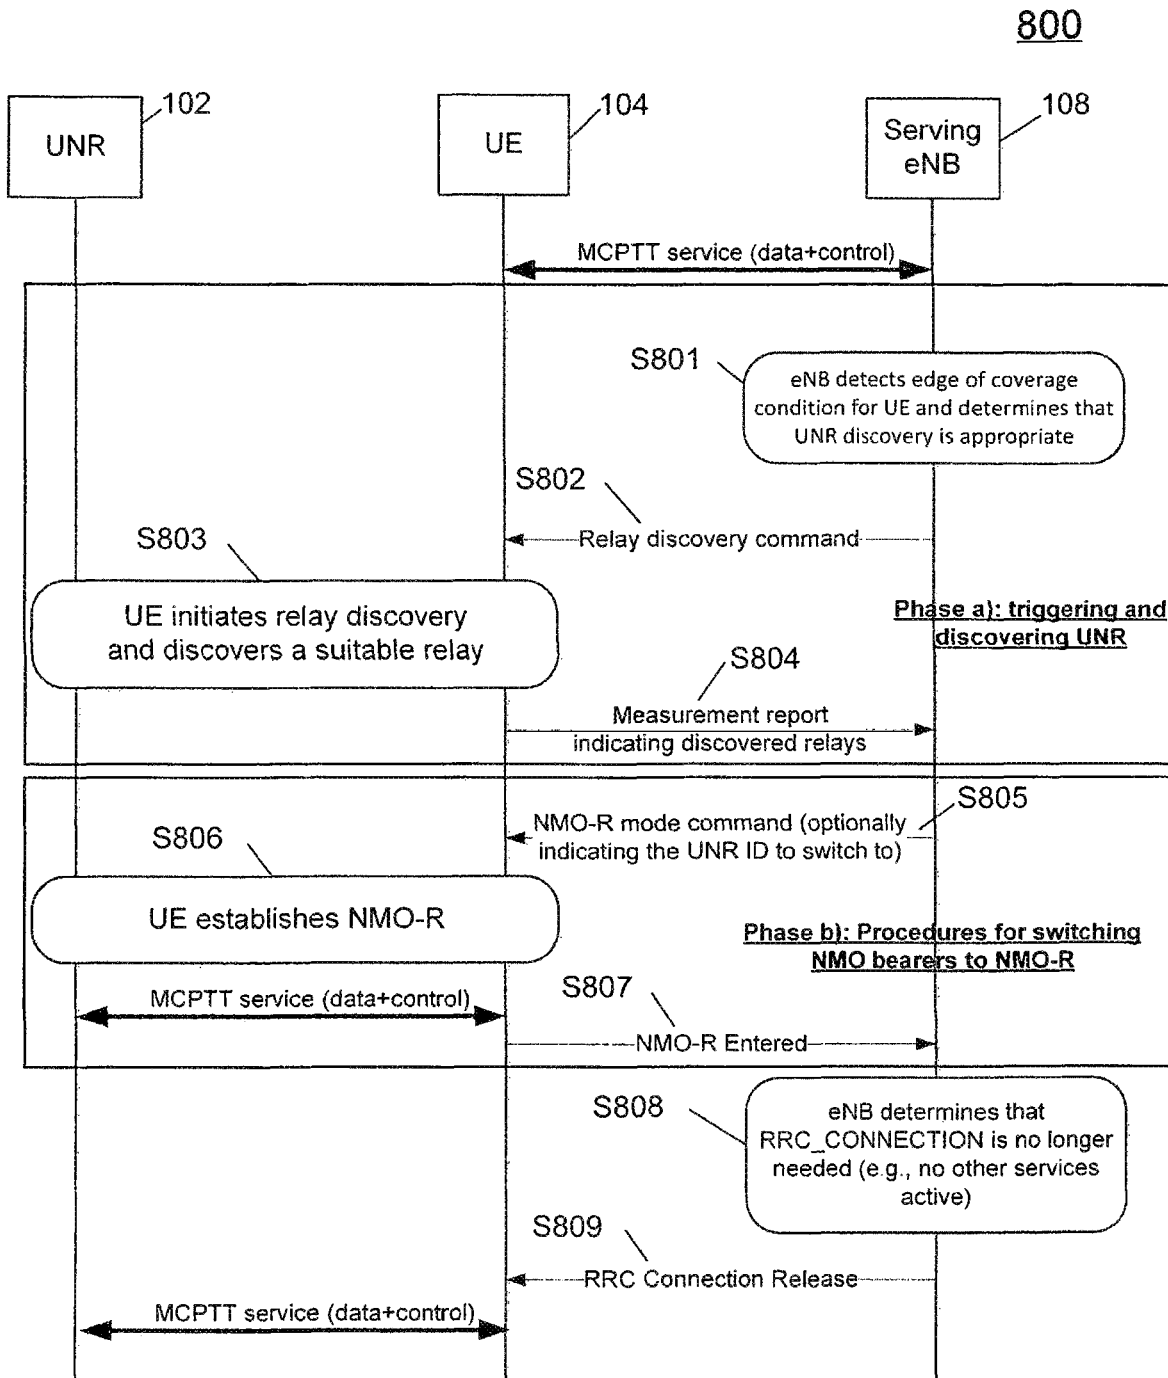 800
102
104
108
UNR
UE
Serving
eNB
MCPTT service (data+control)
S801
eNB detects edge of coverage
condition for UE and determines that
UNR discovery is appropriate
S802
Relay discovery command
S803
UE initiates relay discovery
and discovers a suitable relay
Phase a): triggering and
discovering UNR
S804
Measurement report
indicating discovered relays
S805
NMO-R mode command (optionally
indicating the UNR ID to switch to)
S806
UE establishes NMO-R
Phase b): Procedures for switching
NMO bearers to NMO-R
MCPTT service (data+control)
S807
NMO-R Entered
S808
eNB determines that
RRC_CONNECTION is no longer
needed (e.g., no other services
active)
S809
RRC Connection Release
MCPTT service (data+control)